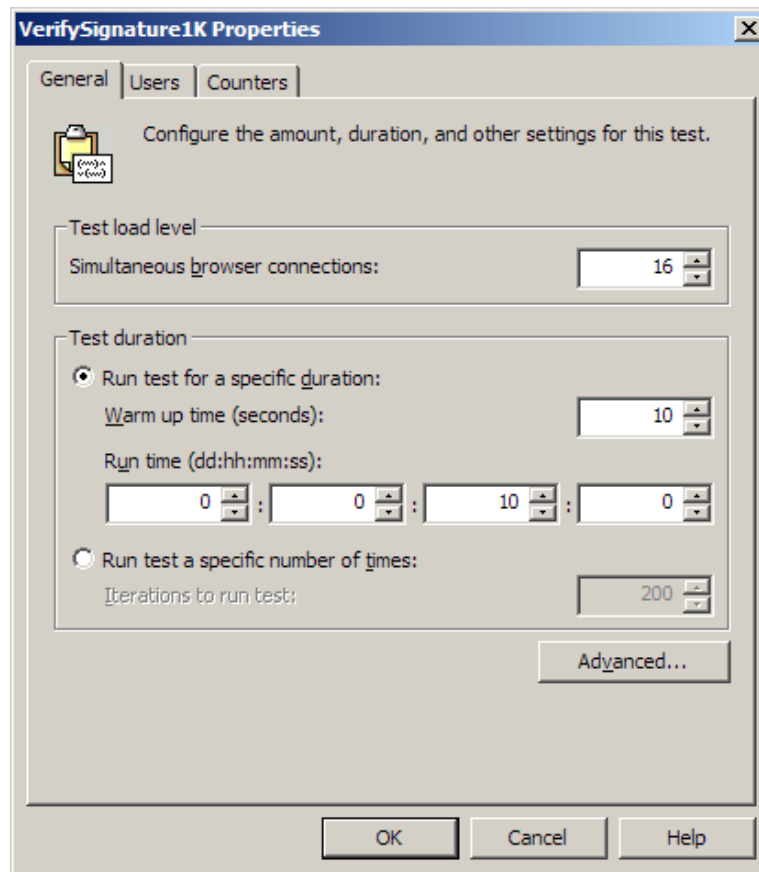 VerifySignature1K Properties
General Users Counters
Configure the amount, duration, and other settings for this test.
Test load level
Simultaneous browser connections: 16
Test duration
Run test for a specific duration:
Warm up time (seconds): 10
Run time (dd:hh:mm:ss):
0 : 0 : 10 : 0
Run test a specific number of times:
Iterations to run test: 200
Advanced...
OK Cancel Help